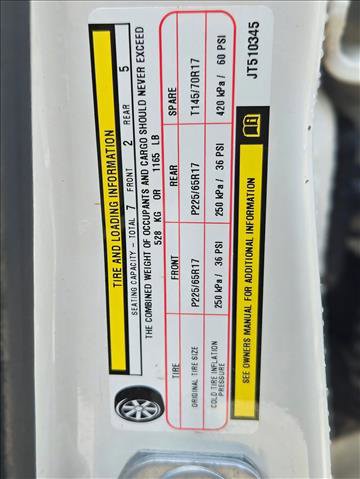 TIRE AND LOADING INFORMATION
SEATING CAPACITY - TOTAL 7 FRONT 2 REAR 5
THE COMBINED WEIGHT OF OCCUPANTS AND CARGO SHOULD NEVER EXCEED
528 KG OR 1165 LB
TIRE FRONT REAR SPARE
ORIGINAL TIRE SIZE P225/65R17 P225/65R17 T145/70R17
COLD TIRE INFLATION PRESSURE 250 kPa / 36 PSI 250 kPa / 36 PSI 420 kPa / 60 PSI
SEE OWNERS MANUAL FOR ADDITIONAL INFORMATION
JT510345